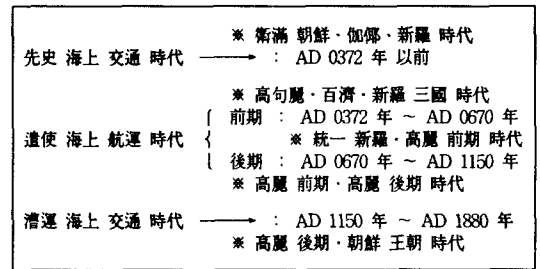 ※ 衛滿 朝鮮·伽倻·新羅 時代
先史 海上 交通 時代 ――→ : AD 0372 年 以前
※ 高句麗·百濟·新羅 三國 時代
前期 : AD 0372 年 ~ AD 0670 年
遣使 海上 航運 時代 { ※ 統一 新羅·高麗 前期 時代
後期 : AD 0670 年 ~ AD 1150 年
※ 高麗 前期·高麗 後期 時代
漕運 海上 交通 時代 ――→ : AD 1150 年 ~ AD 1880 年
※ 高麗 後期·朝鮮 王朝 時代